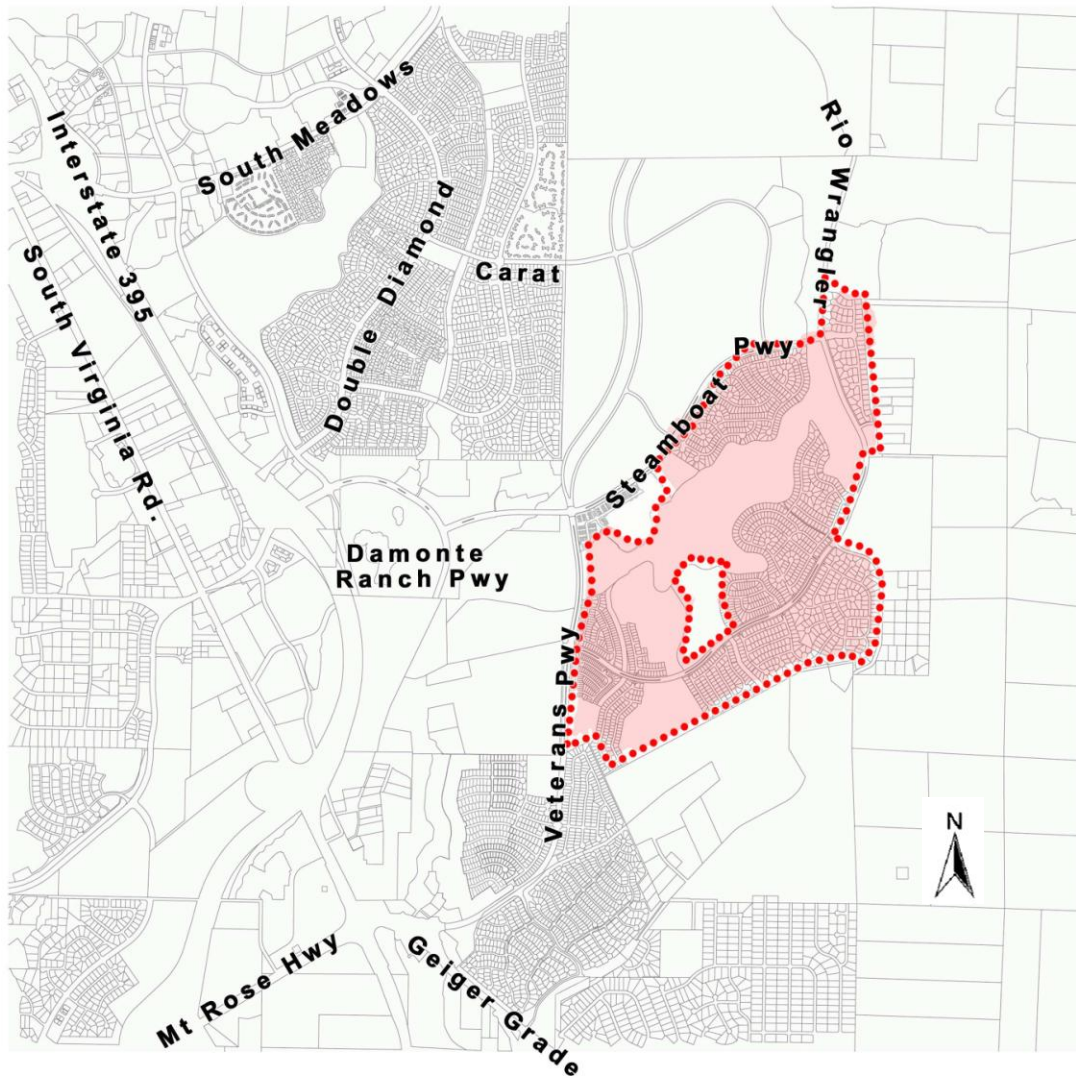 South Meadows
Rio Wrangler
Interstate 395
South Virginia Rd.
Double Diamond
Carat
Steamboat Pwy
Damonte
Ranch Pwy
Veterans Pwy
N
Mt Rose Hwy
Geiger Grade